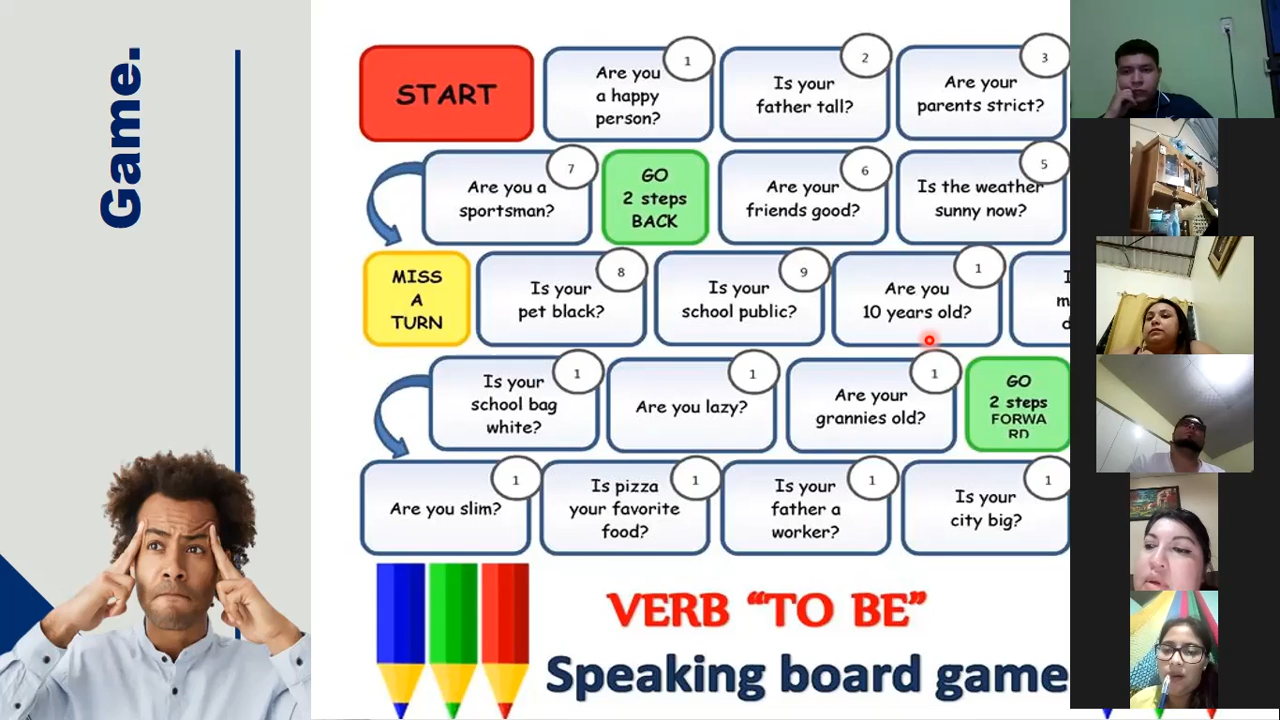 Game.
START
1
Are you
a happy
person?
2
Is your
father tall?
3
Are your
parents strict?
7
Are you a
sportsman?
GO
2 steps
BACK
6
Are your
friends good?
5
Is the weather
sunny now?
MISS
A
TURN
8
Is your
pet black?
9
Is your
school public?
1
Are you
10 years old?
1
Is your
school bag
white?
1
Are you lazy?
1
Are your
grannies old?
GO
2 steps
FORWA
RD
1
Are you slim?
1
Is pizza
your favorite
food?
1
Is your
father a
worker?
1
Is your
city big?
VERB “TO BE”
Speaking board game